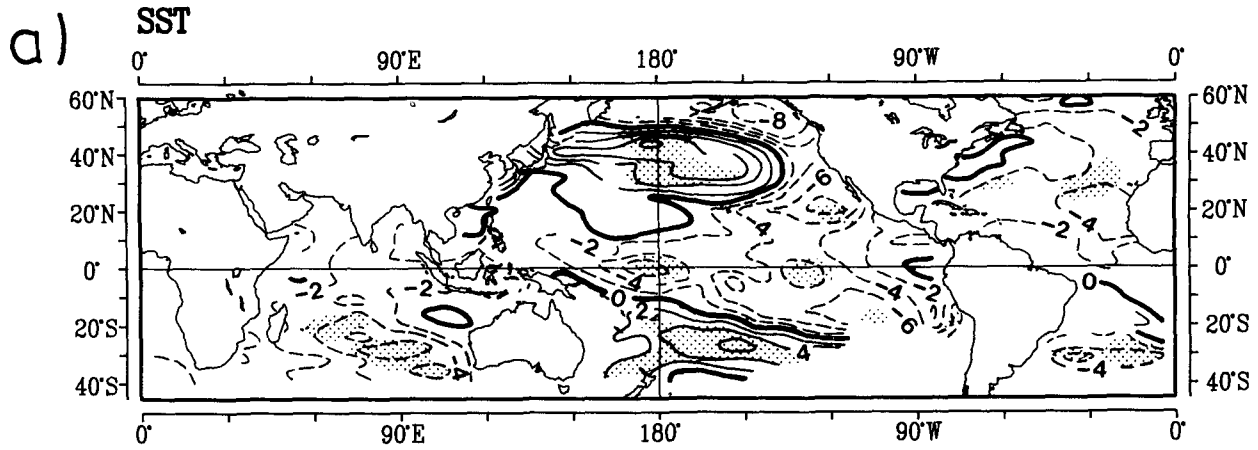 a)
SST
0° 90°E 180° 90°W 0°
60°N 60°N
8 -2
40°N 40°N
-6
20°N -4 -4 20°N
-2 -2
0° 0°
-2 -2 -4 0 -4 -2 0
2 -6
20°S 20°S
4 -4
40°S 40°S
0° 90°E 180° 90°W 0°